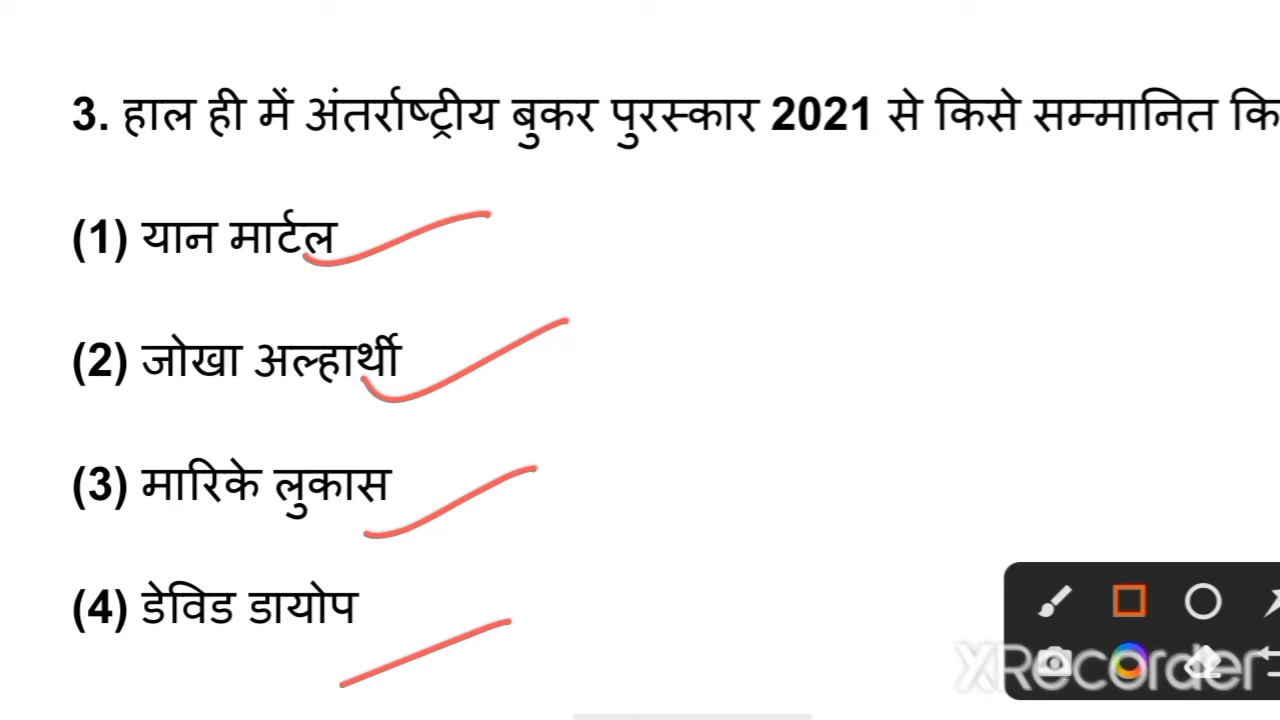 3. हाल ही में अंतर्राष्ट्रीय बुकर पुरस्कार 2021 से किसे सम्मानित कि
(1) यान मार्टल
(2) जोखा अल्हार्थी
(3) मारिके लुकास
(4) डेविड डायोप
XRecorder